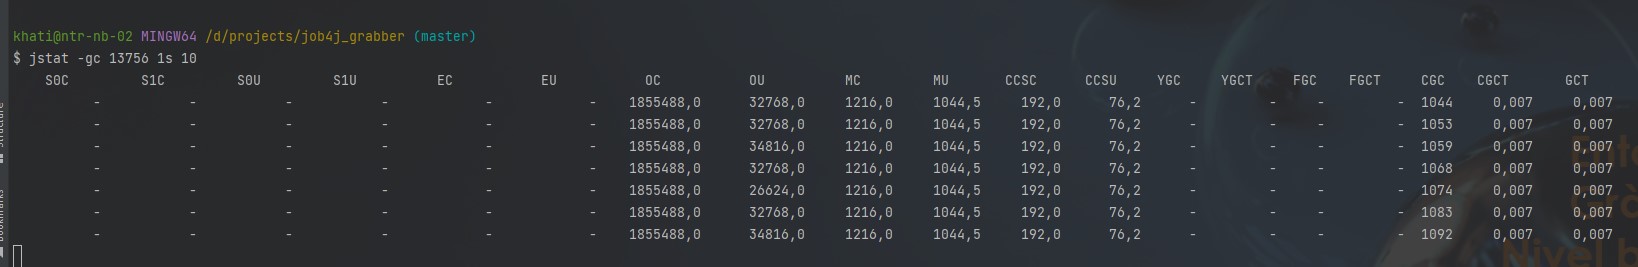 khati@ntr-nb-02 MINGW64 /d/projects/job4j_grabber (master)
$ jstat -gc 13756 1s 10
S0C S1C S0U S1U EC EU OC OU MC MU CCSC CCSU YGC YGCT FGC FGCT CGC CGCT GCT
- - - - - - 1855488,0 32768,0 1216,0 1044,5 192,0 76,2 - - - - 1044 0,007 0,007
- - - - - - 1855488,0 32768,0 1216,0 1044,5 192,0 76,2 - - - - 1053 0,007 0,007
- - - - - - 1855488,0 34816,0 1216,0 1044,5 192,0 76,2 - - - - 1059 0,007 0,007
- - - - - - 1855488,0 32768,0 1216,0 1044,5 192,0 76,2 - - - - 1068 0,007 0,007
- - - - - - 1855488,0 26624,0 1216,0 1044,5 192,0 76,2 - - - - 1074 0,007 0,007
- - - - - - 1855488,0 32768,0 1216,0 1044,5 192,0 76,2 - - - - 1083 0,007 0,007
- - - - - - 1855488,0 34816,0 1216,0 1044,5 192,0 76,2 - - - - 1092 0,007 0,007
Nivel b